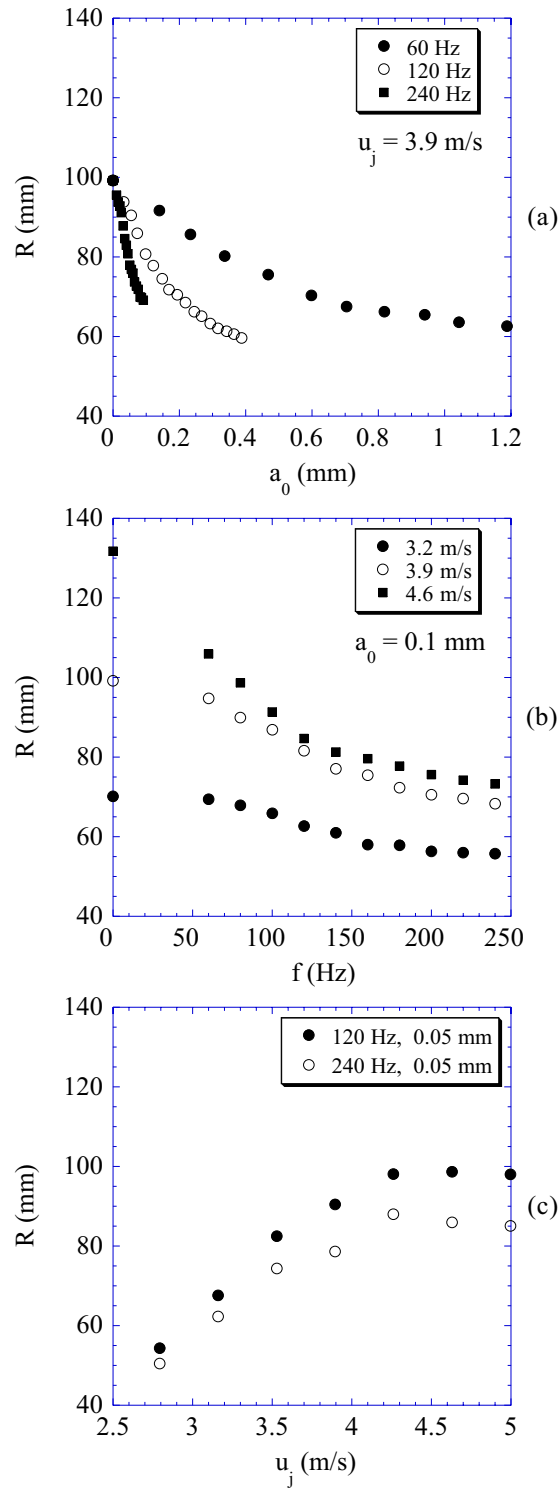 140
120
100
80
60
40
R (mm)
60 Hz
120 Hz
240 Hz
u_j = 3.9 m/s
(a)
0 0.2 0.4 0.6 0.8 1 1.2
a_0 (mm)
140
120
100
80
60
40
R (mm)
3.2 m/s
3.9 m/s
4.6 m/s
a_0 = 0.1 mm
(b)
0 50 100 150 200 250
f (Hz)
140
120
100
80
60
40
R (mm)
120 Hz, 0.05 mm
240 Hz, 0.05 mm
(c)
2.5 3 3.5 4 4.5 5
u_j (m/s)